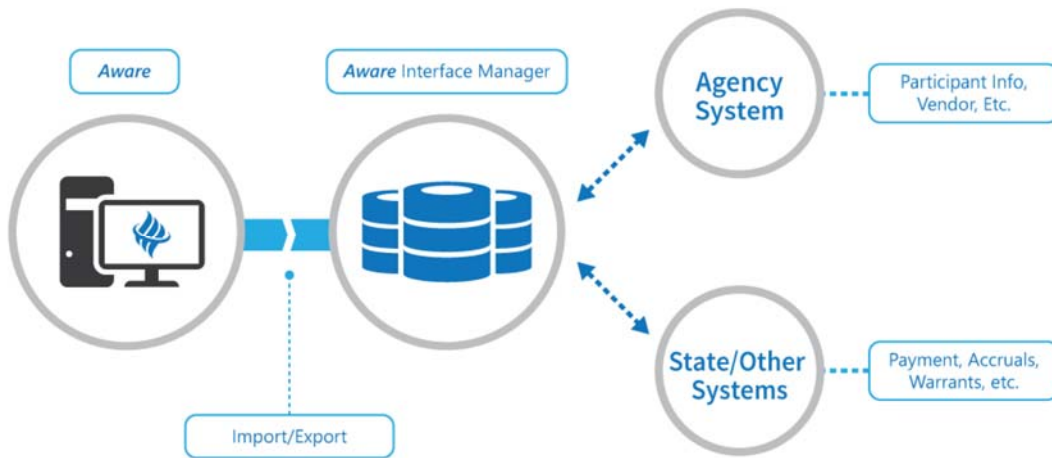 Aware
Aware Interface Manager
Agency
System
Participant Info,
Vendor, Etc.
State/Other
Systems
Payment, Accruals,
Warrants, etc.
Import/Export